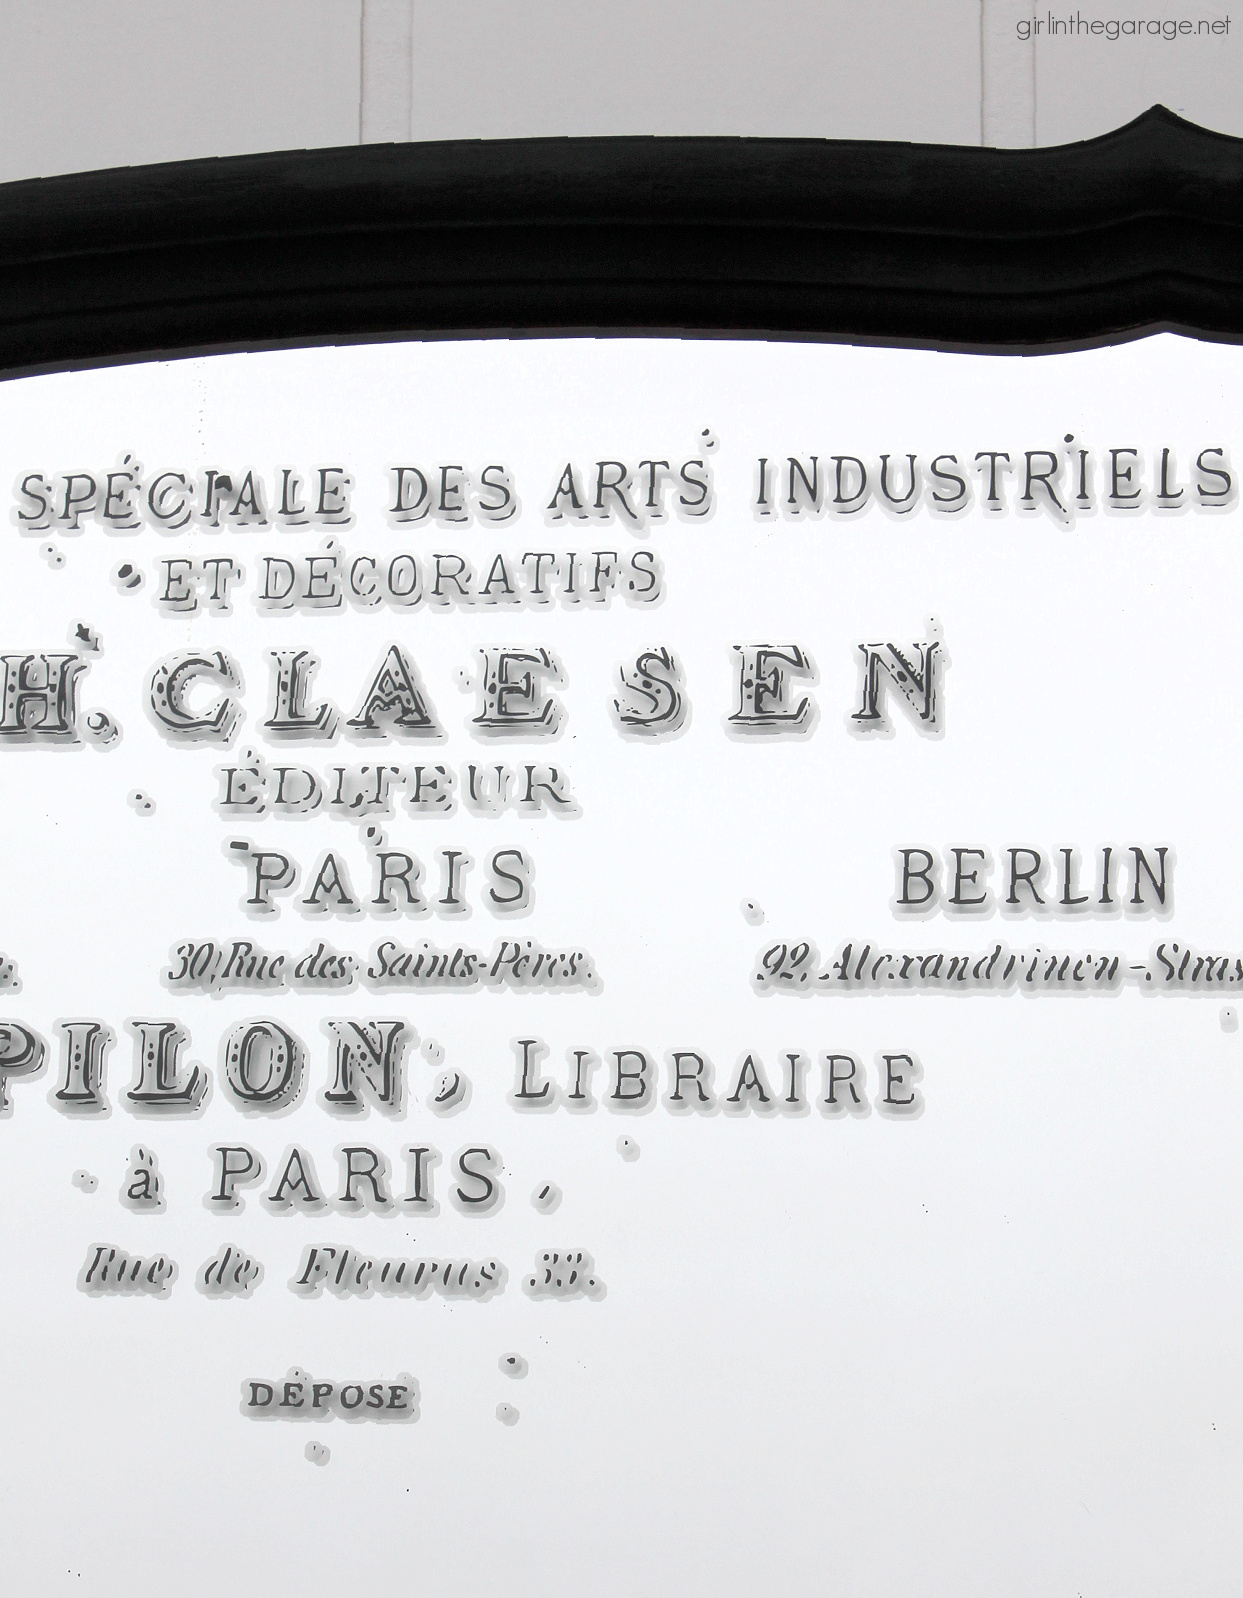 girlinthegarage.net
SPÉCIALE DES ARTS INDUSTRIELS
ET DÉCORATIFS
H. CLAESEN
ÉDITEUR
PARIS BERLIN
30, Rue des Saints-Pères. 92, Alexandrinen-Stras
PILON, LIBRAIRE
à PARIS,
Rue de Fleurus 33.
DÉPOSE